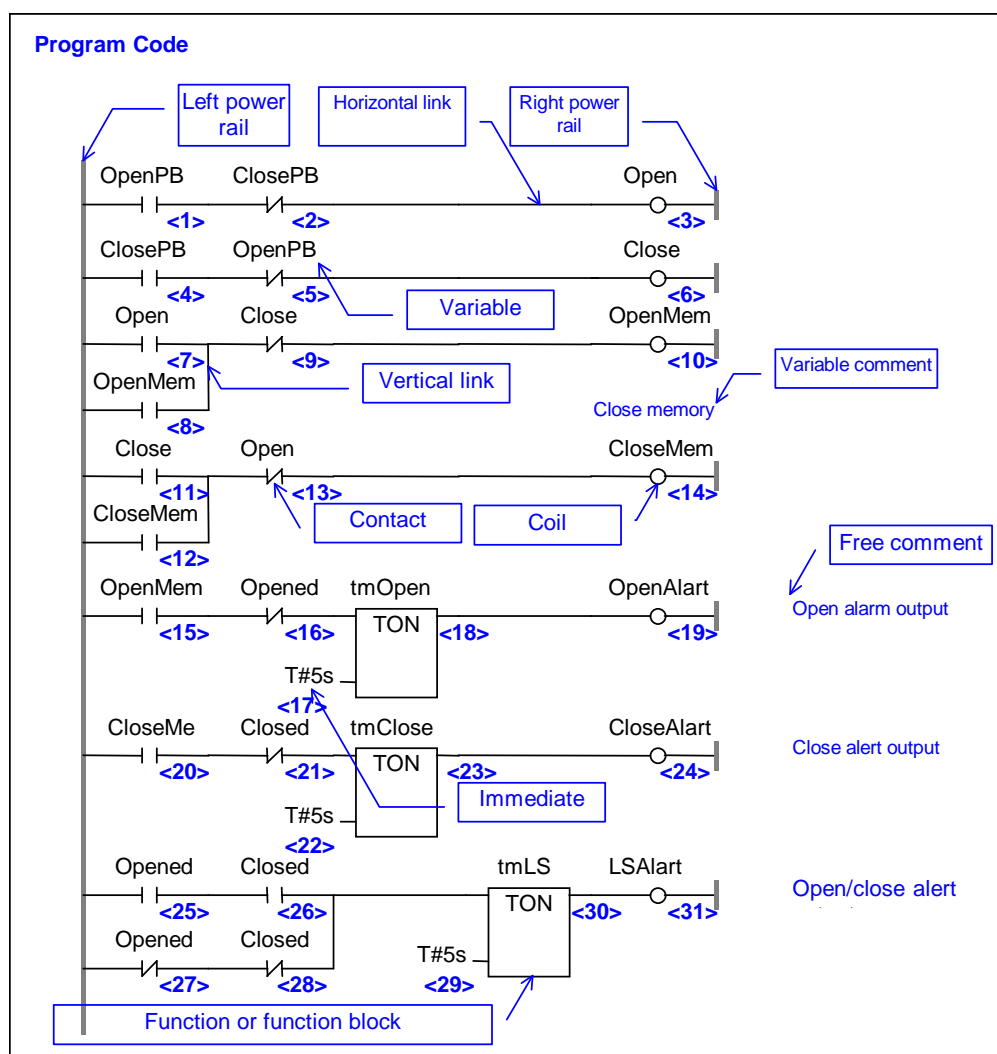 Program Code
Left power
rail
Horizontal link
Right power
rail
OpenPB ClosePB Open
<1> <2> <3>
ClosePB OpenPB Close
<4> <5> <6>
Variable
Open Close OpenMem
<7> <9> <10>
Variable comment
Vertical link
OpenMem
Close memory
<8>
Close Open CloseMem
<11> <13> <14>
Contact
Coil
CloseMem
<12>
Free comment
OpenMem Opened tmOpen OpenAlart
Open alarm output
<15> <16> TON <18> <19>
T#5s
<17>
CloseMe Closed tmClose CloseAlart
Close alert output
<20> <21> TON <23> <24>
Immediate
T#5s
<22>
Opened Closed tmLS LSAlart
Open/close alert
<25> <26> TON <30> <31>
Opened Closed
T#5s
<27> <28> <29>
Function or function block